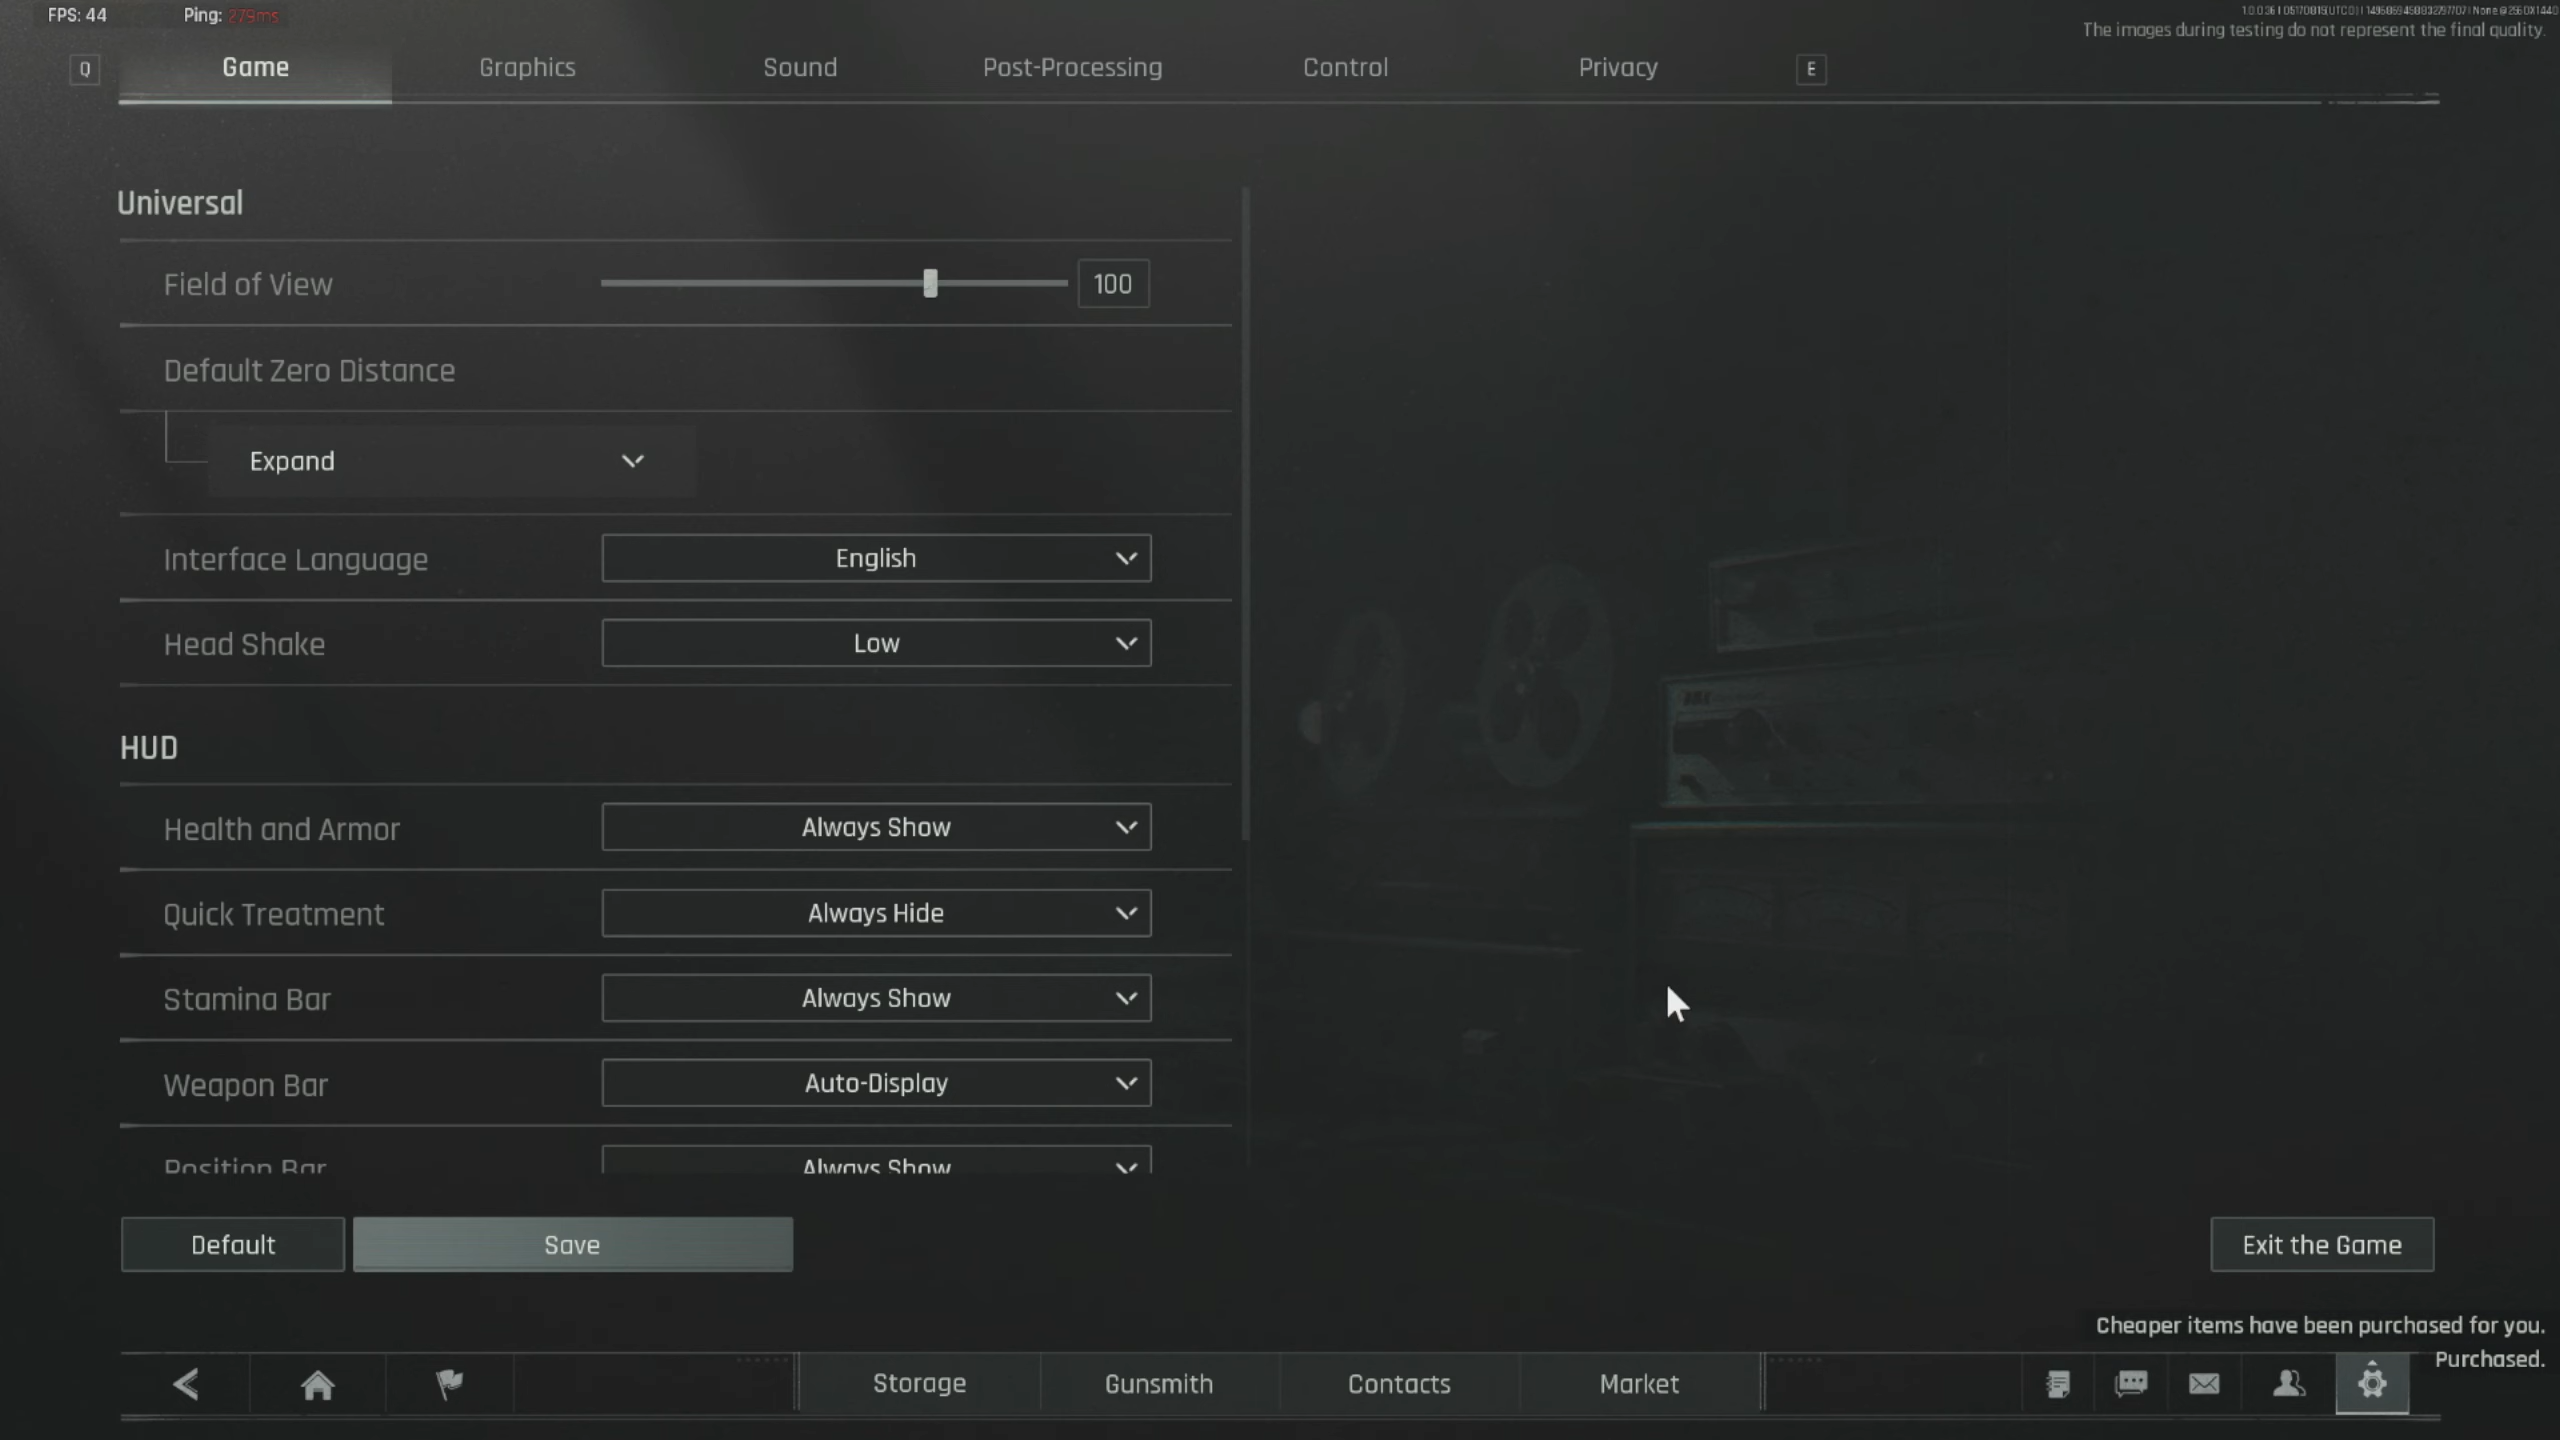 FPS: 44
Ping: 279ms
The images during testing do not represent the final quality.
Q
Game
Graphics
Sound
Post-Processing
Control
Privacy
E
Universal
Field of View
100
Default Zero Distance
Expand
Interface Language
English
Head Shake
Low
HUD
Health and Armor
Always Show
Quick Treatment
Always Hide
Stamina Bar
Always Show
Weapon Bar
Auto-Display
Position Bar
Always Show
Default
Save
Exit the Game
Cheaper items have been purchased for you.
Purchased.
Storage
Gunsmith
Contacts
Market